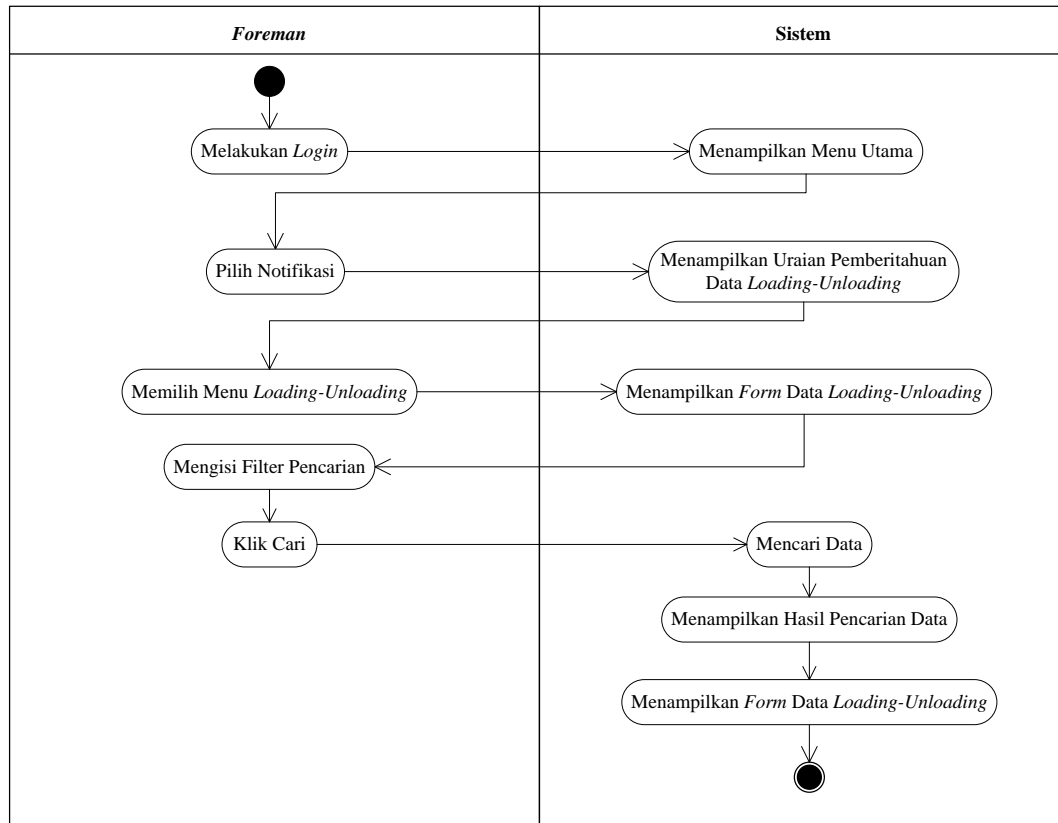 Foreman
Sistem
Melakukan Login
Menampilkan Menu Utama
Pilih Notifikasi
Menampilkan Uraian Pemberitahuan
Data Loading-Unloading
Memilih Menu Loading-Unloading
Menampilkan Form Data Loading-Unloading
Mengisi Filter Pencarian
Klik Cari
Mencari Data
Menampilkan Hasil Pencarian Data
Menampilkan Form Data Loading-Unloading